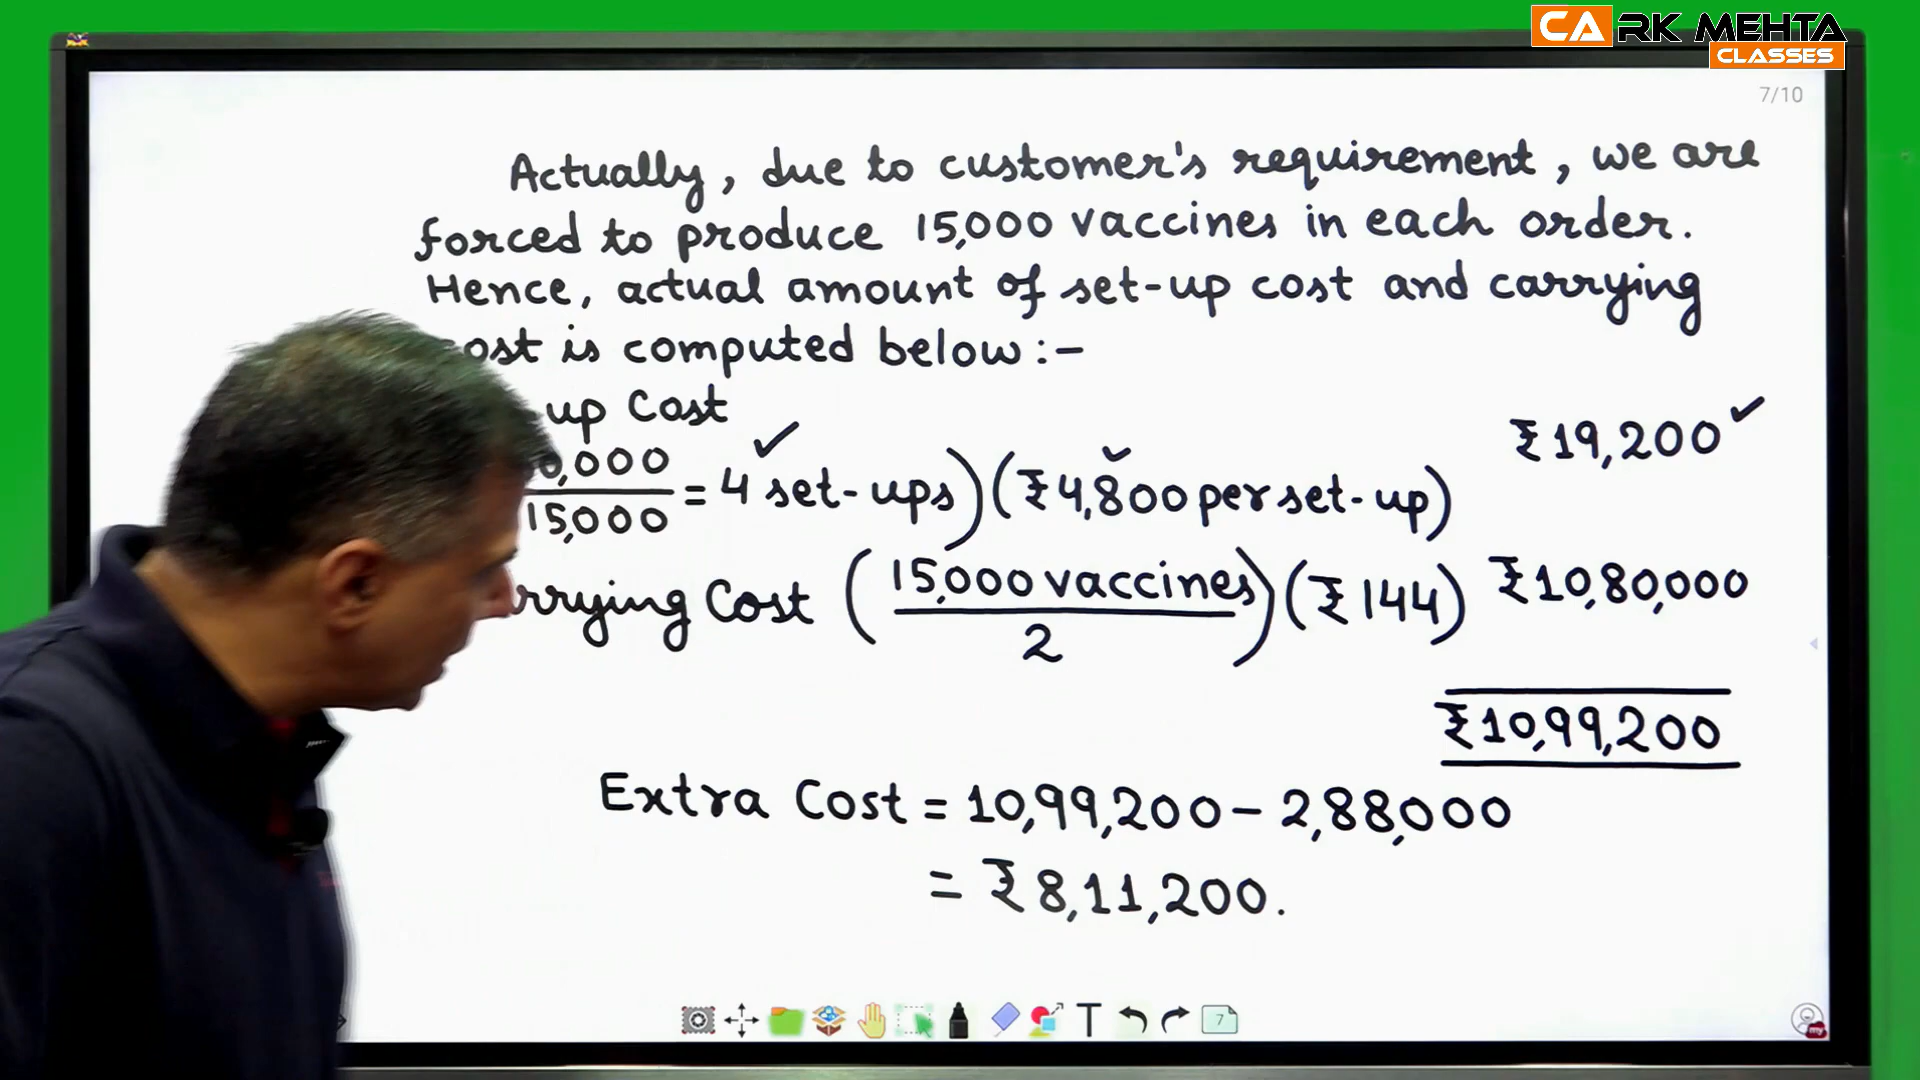 CA RK MEHTA
CLASSES
7/10
Actually, due to customer's requirement, we are
forced to produce 15,000 vaccines in each order.
Hence, actual amount of set-up cost and carrying
ost is computed below :-
up Cost
₹19,200 ✓
0,000
15,000
= 4 set-ups) (₹4,800 per set-up)
rrying Cost (15,000 vaccines
2
) (₹144) ₹10,80,000
₹10,99,200
Extra Cost = 10,99,200 - 2,88,000
= ₹8,11,200.
T
7